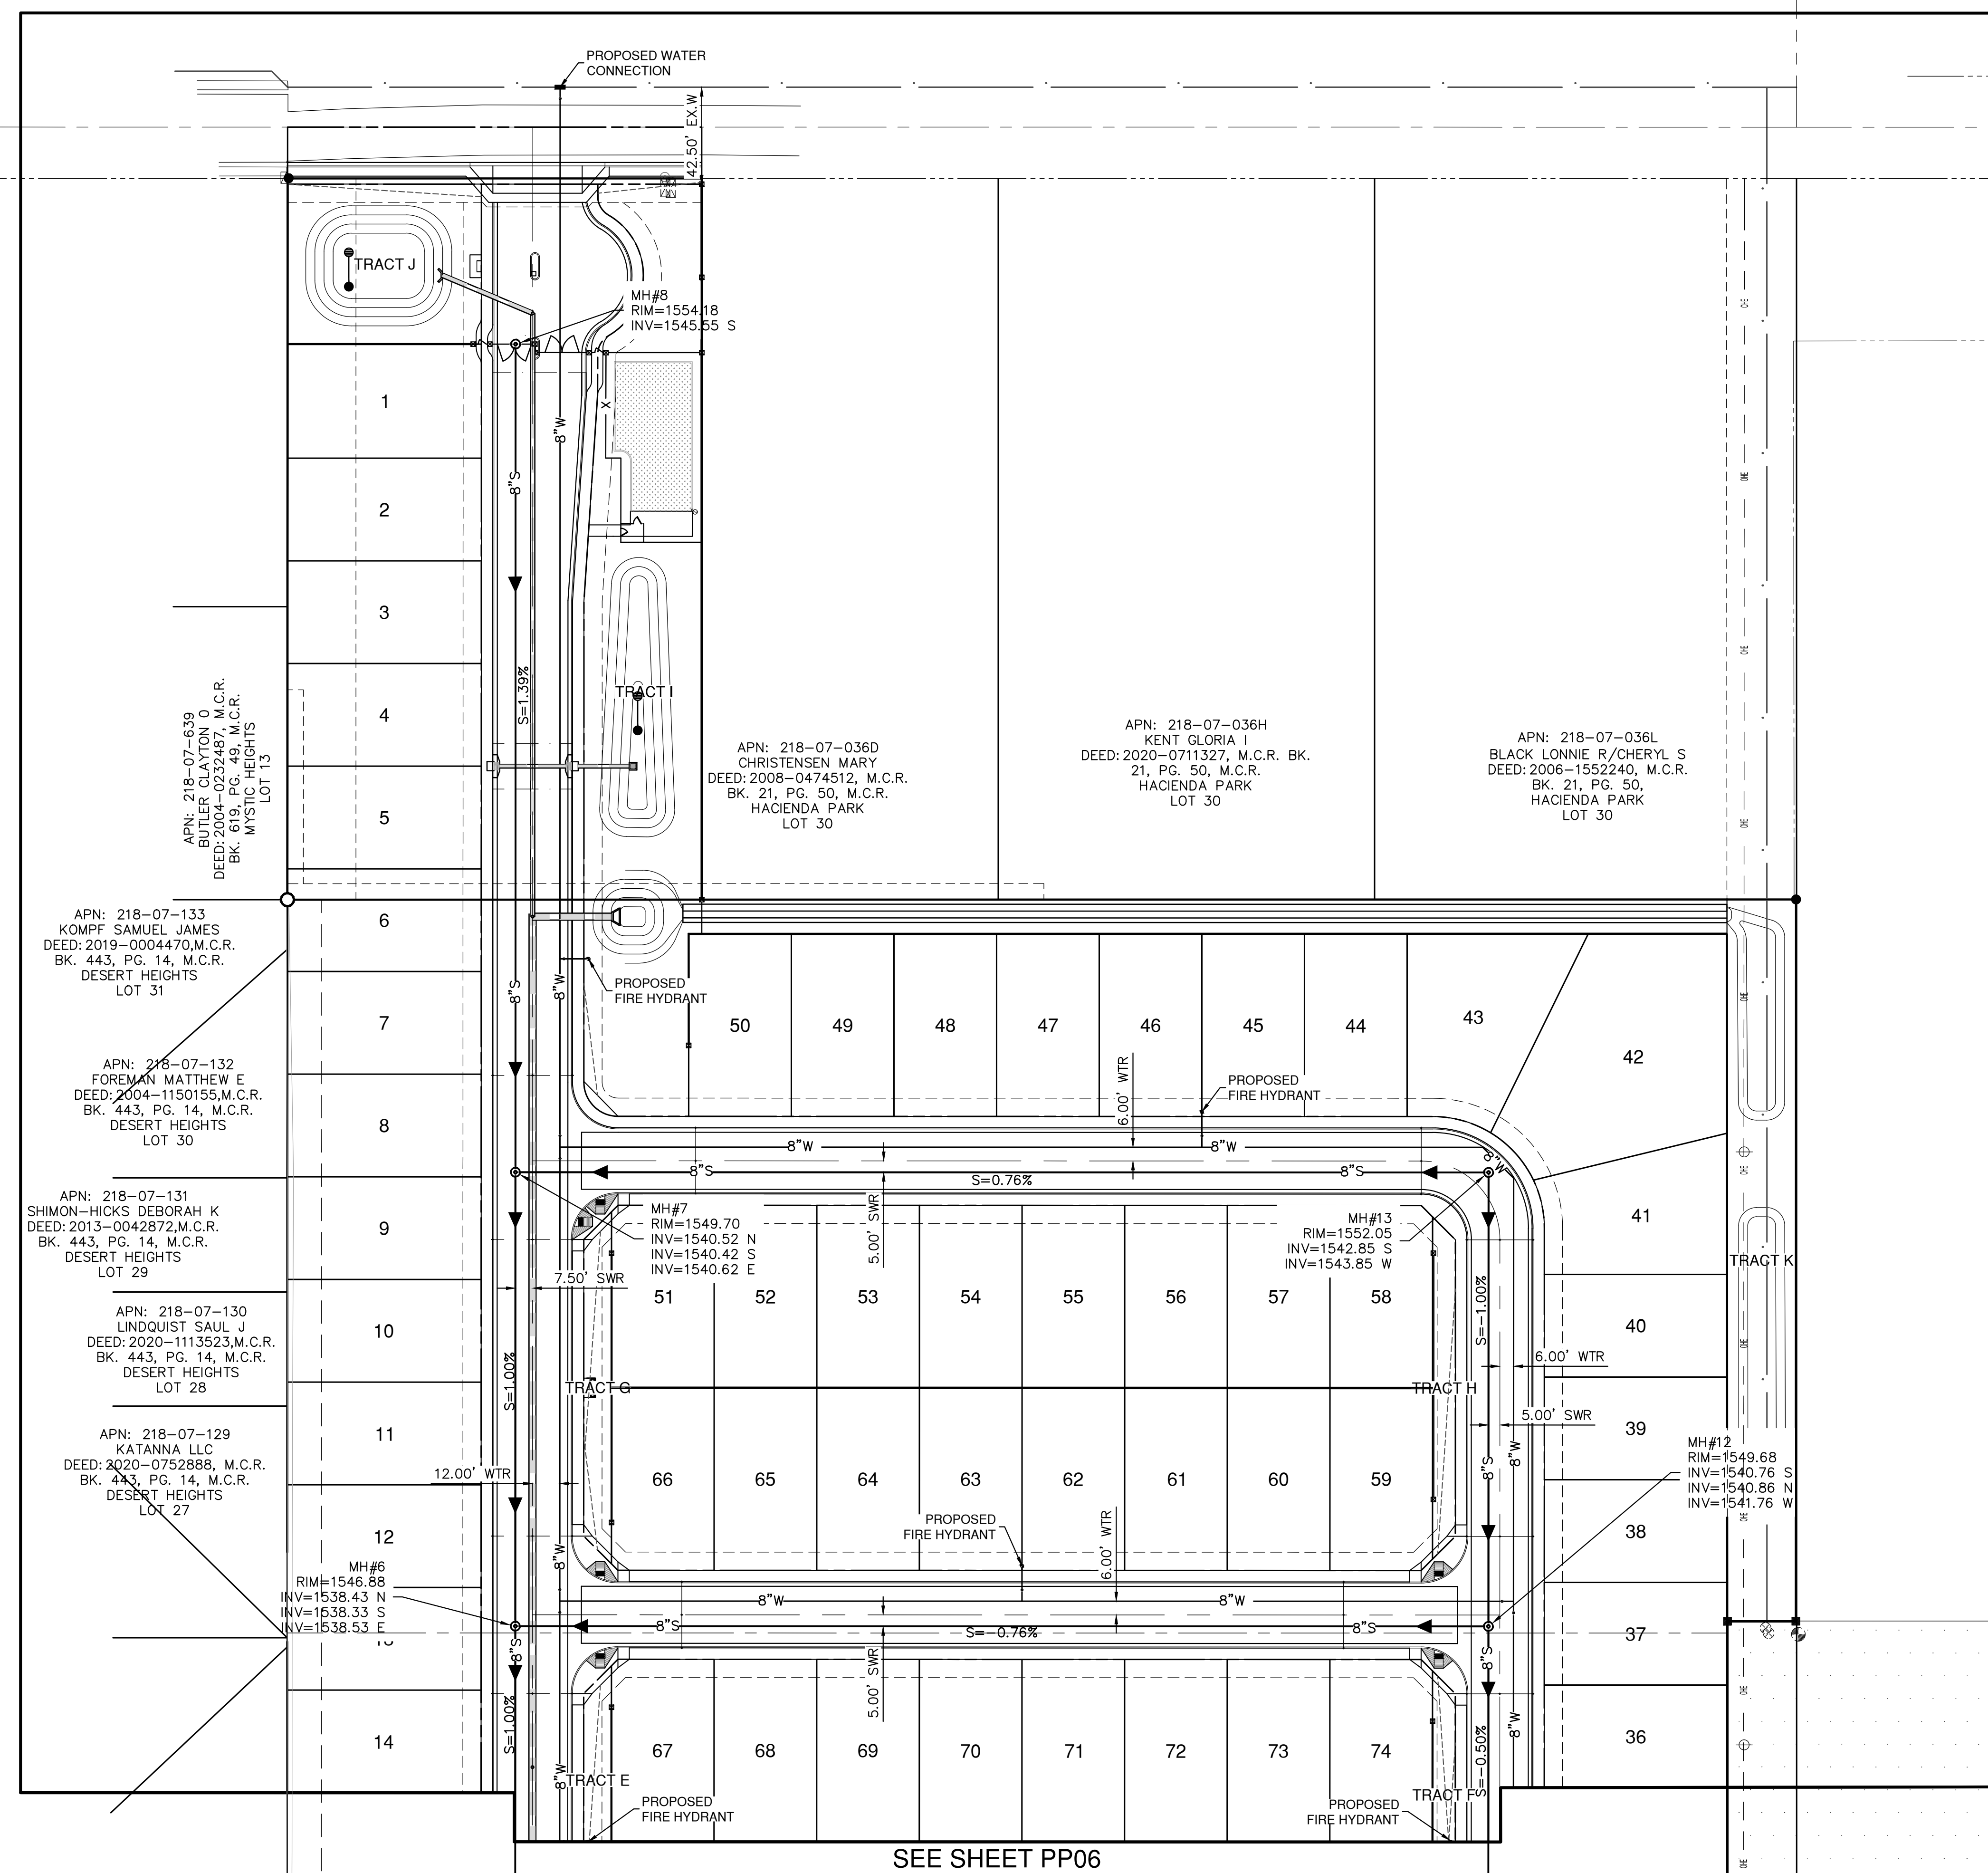 PROPOSED WATER
CONNECTION
42.50' EX.W
TRACT J
MH#8
RIM=1554.18
INV=1545.55 S
1
X
8"W
8"S
2
3
S=1.39%
TRACT I
4
5
APN: 218-07-639
BUTLER CLAYTON O
DEED: 2004-0232487, M.C.R.
BK. 619, PG. 49, M.C.R.
MYSTIC HEIGHTS
LOT 13
APN: 218-07-036D
CHRISTENSEN MARY
DEED: 2008-0474512, M.C.R.
BK. 21, PG. 50, M.C.R.
HACIENDA PARK
LOT 30
APN: 218-07-036H
KENT GLORIA I
DEED: 2020-0711327, M.C.R. BK.
21, PG. 50, M.C.R.
HACIENDA PARK
LOT 30
APN: 218-07-036L
BLACK LONNIE R/CHERYL S
DEED: 2006-1552240, M.C.R.
BK. 21, PG. 50,
HACIENDA PARK
LOT 30
OE
OE
OE
OE
APN: 218-07-133
KOMPF SAMUEL JAMES
DEED: 2019-0004470,M.C.R.
BK. 443, PG. 14, M.C.R.
DESERT HEIGHTS
LOT 31
6
7
8"S
8"W
PROPOSED
FIRE HYDRANT
50
49
48
47
46
45
44
43
42
OE
APN: 218-07-132
FOREMAN MATTHEW E
DEED: 2004-1150155,M.C.R.
BK. 443, PG. 14, M.C.R.
DESERT HEIGHTS
LOT 30
8
6.00' WTR
PROPOSED
FIRE HYDRANT
8"W
8"W
8"W
8"S
8"S
S=0.76%
OE
APN: 218-07-131
SHIMON-HICKS DEBORAH K
DEED: 2013-0042872,M.C.R.
BK. 443, PG. 14, M.C.R.
DESERT HEIGHTS
LOT 29
9
MH#7
RIM=1549.70
INV=1540.52 N
INV=1540.42 S
INV=1540.62 E
5.00' SWR
MH#13
RIM=1552.05
INV=1542.85 S
INV=1543.85 W
41
TRACT K
7.50' SWR
51
52
53
54
55
56
57
58
S=-1.00%
APN: 218-07-130
LINDQUIST SAUL J
DEED: 2020-1113523,M.C.R.
BK. 443, PG. 14, M.C.R.
DESERT HEIGHTS
LOT 28
10
40
OE
6.00' WTR
S=1.00%
TRACT G
TRACT H
5.00' SWR
APN: 218-07-129
KATANNA LLC
DEED: 2020-0752888, M.C.R.
BK. 443, PG. 14, M.C.R.
DESERT HEIGHTS
LOT 27
11
39
MH#12
RIM=1549.68
INV=1540.76 S
INV=1540.86 N
INV=1541.76 W
12.00' WTR
66
65
64
63
62
61
60
59
8"S
8"W
OE
12
PROPOSED
FIRE HYDRANT
6.00' WTR
38
MH#6
RIM=1546.88
INV=1538.43 N
INV=1538.33 S
INV=1538.53 E
8"W
8"W
8"W
8"S
8"S
S=-0.76%
8"S
8"S
37
5.00' SWR
OE
S=1.00%
14
67
68
69
70
71
72
73
74
S=-0.50%
8"W
36
8"W
TRACT E
PROPOSED
FIRE HYDRANT
TRACT F
PROPOSED
FIRE HYDRANT
SEE SHEET PP06
OE